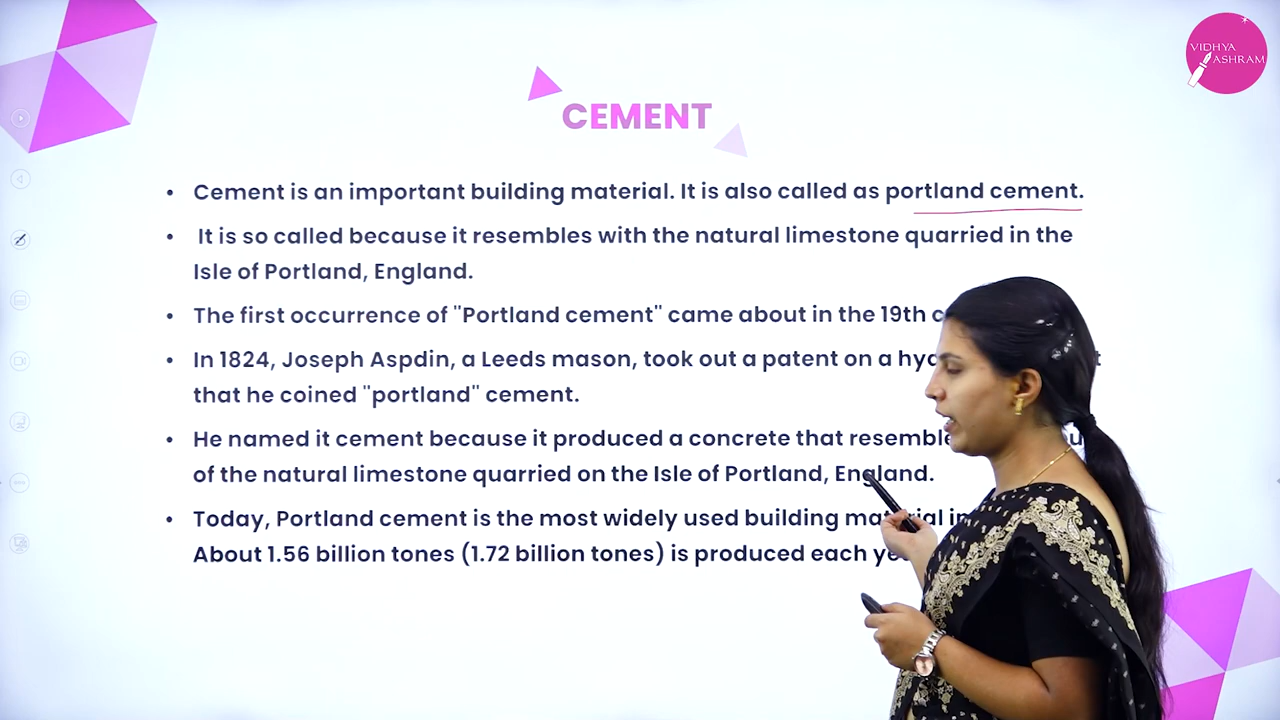 VIDHYA
ASHRAM
CEMENT
• Cement is an important building material. It is also called as portland cement.
• It is so called because it resembles with the natural limestone quarried in the
Isle of Portland, England.
• The first occurrence of "Portland cement" came about in the 19th
• In 1824, Joseph Aspdin, a Leeds mason, took out a patent on a
that he coined "portland" cement.
• He named it cement because it produced a concrete that
of the natural limestone quarried on the Isle of Portland, England.
• Today, Portland cement is the most widely used building material in
About 1.56 billion tones (1.72 billion tones) is produced each